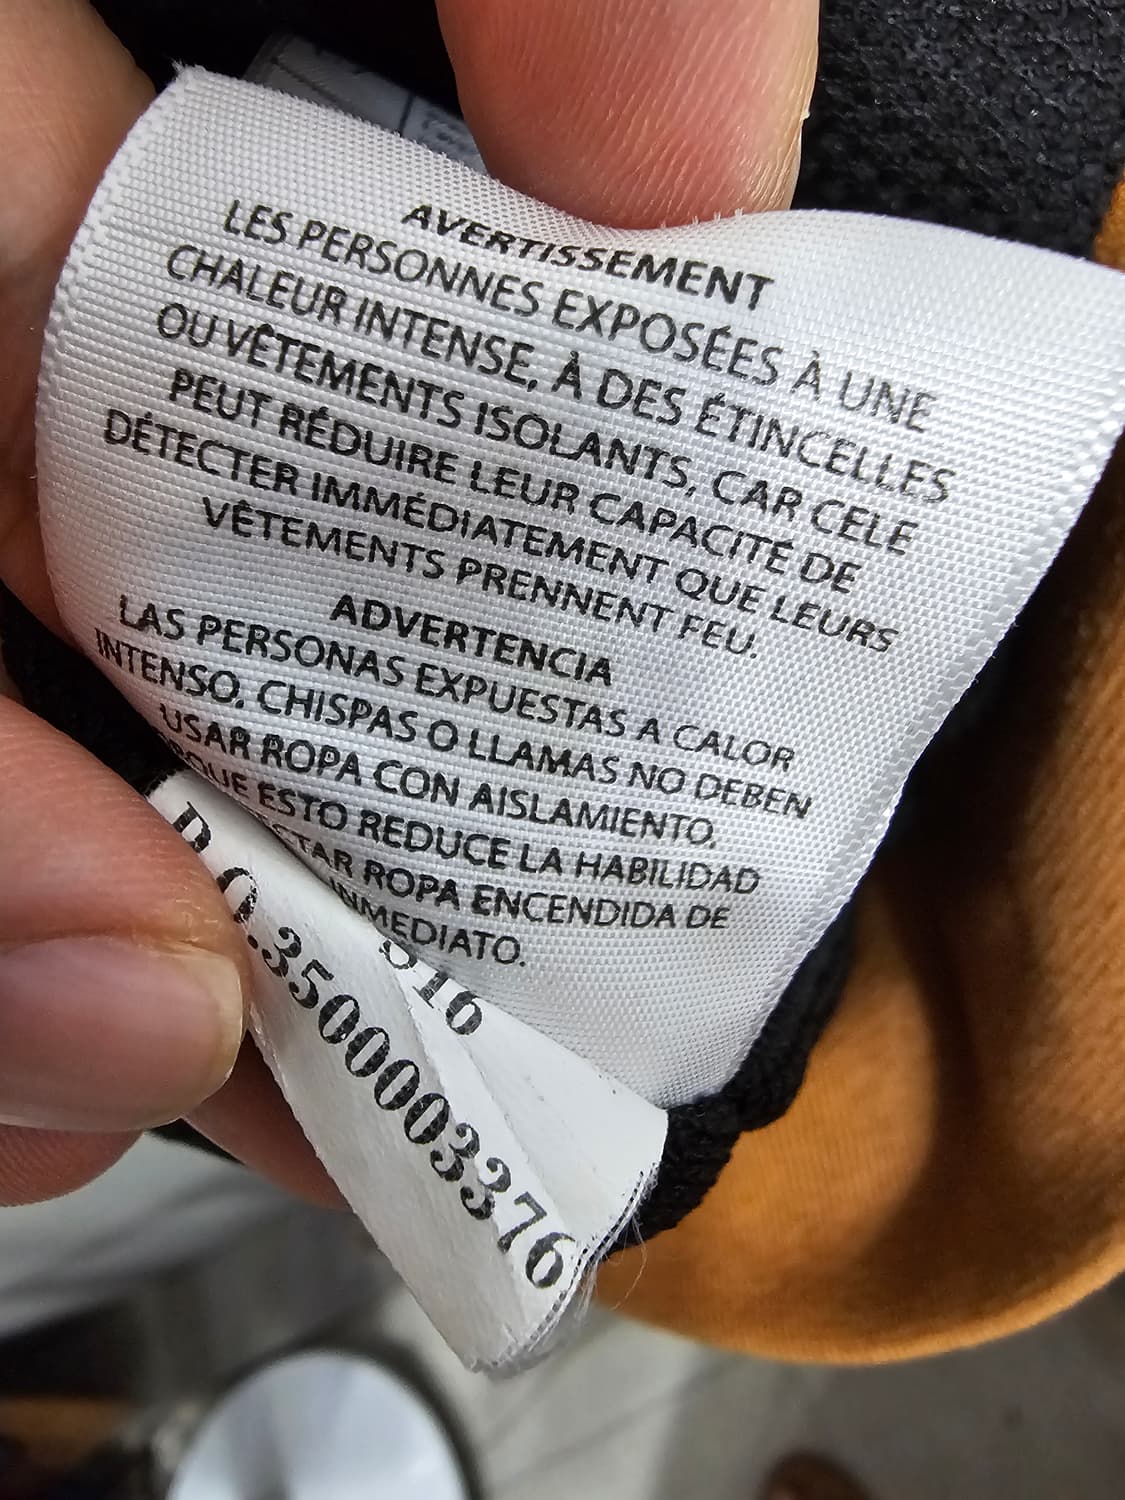 AVERTISSEMENT
LES PERSONNES EXPOSÉES À UNE
CHALEUR INTENSE, À DES ÉTINCELLES
OU VÊTEMENTS ISOLANTS, CAR CELE
PEUT RÉDUIRE LEUR CAPACITÉ DE
DÉTECTER IMMÉDIATEMENT QUE LEURS
VÊTEMENTS PRENNENT FEU.
ADVERTENCIA
LAS PERSONAS EXPUESTAS A CALOR
INTENSO, CHISPAS O LLAMAS NO DEBEN
USAR ROPA CON AISLAMIENTO,
ESTO REDUCE LA HABILIDAD
ROPA ENCENDIDA DE
INMEDIATO.
P.O.3500003376